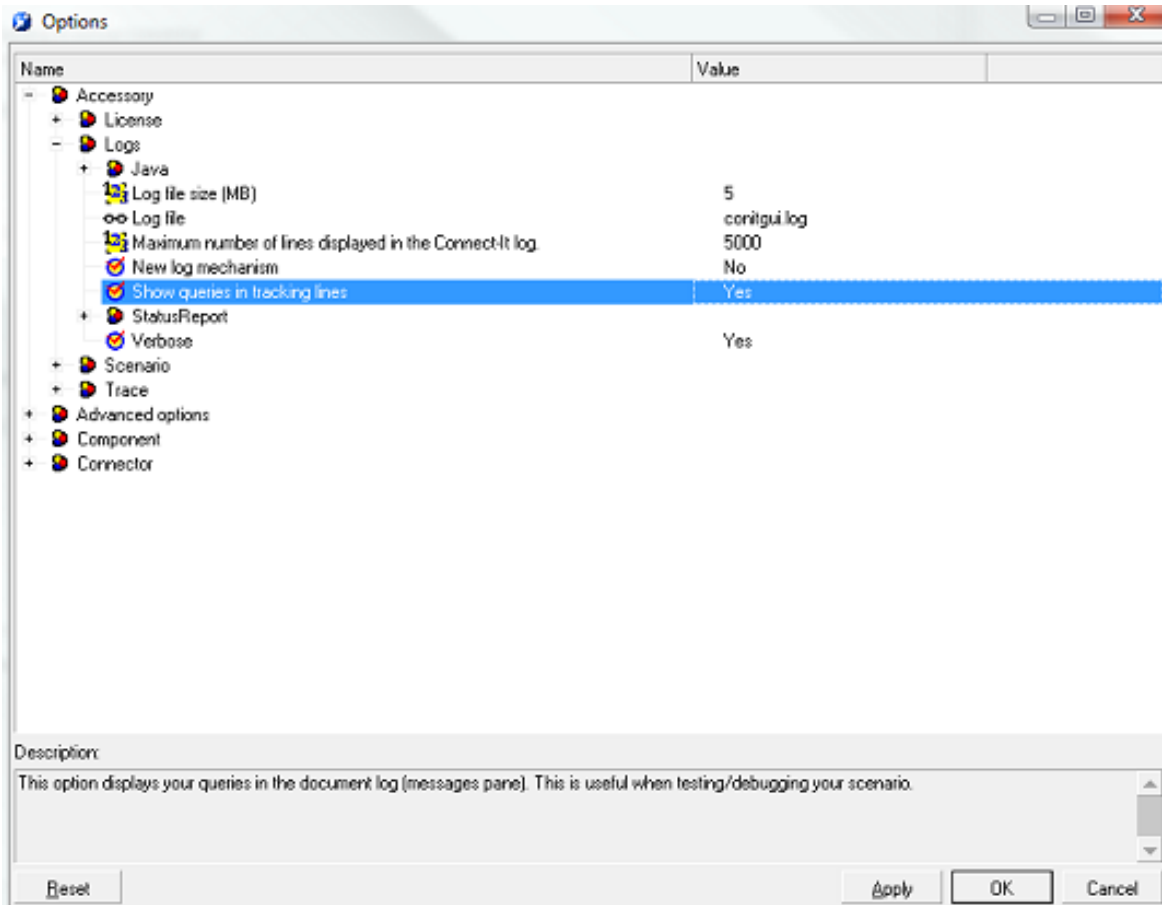 Options
Name Value
Accessory
License
Logs
Java
Log file size (MB) 5
Log file conitgui.log
Maximum number of lines displayed in the Connect-It log. 5000
New log mechanism No
Show queries in tracking lines Yes
StatusReport
Verbose Yes
Scenario
Trace
Advanced options
Component
Connector
Description:
This option displays your queries in the document log (messages pane). This is useful when testing/debugging your scenario.
Reset Apply OK Cancel